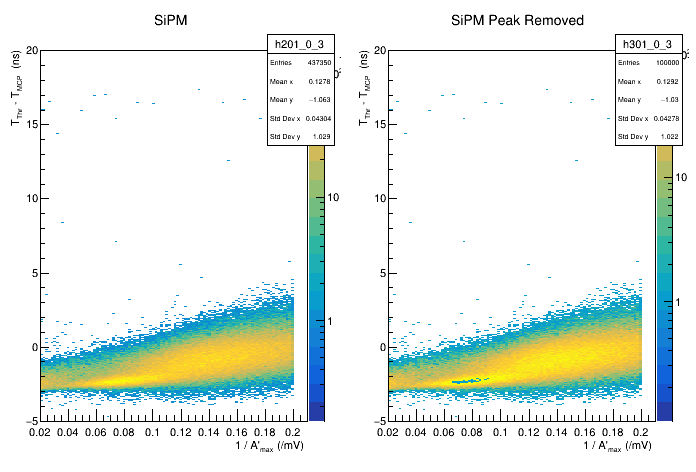 SiPM
h201_0_3
Entries 437350
Mean x 0.1278
Mean y −1.063
Std Dev x 0.04304
Std Dev y 1.029
T_Thr - T_MCP (ns)
20
15
10
5
0
−5
0.02 0.04 0.06 0.08 0.1 0.12 0.14 0.16 0.18 0.2
1 / A'_max (/mV)
10
1
SiPM Peak Removed
h301_0_3
Entries 100000
Mean x 0.1292
Mean y −1.03
Std Dev x 0.04278
Std Dev y 1.022
T_Thr - T_MCP (ns)
20
15
10
5
0
−5
0.02 0.04 0.06 0.08 0.1 0.12 0.14 0.16 0.18 0.2
1 / A'_max (/mV)
10
1